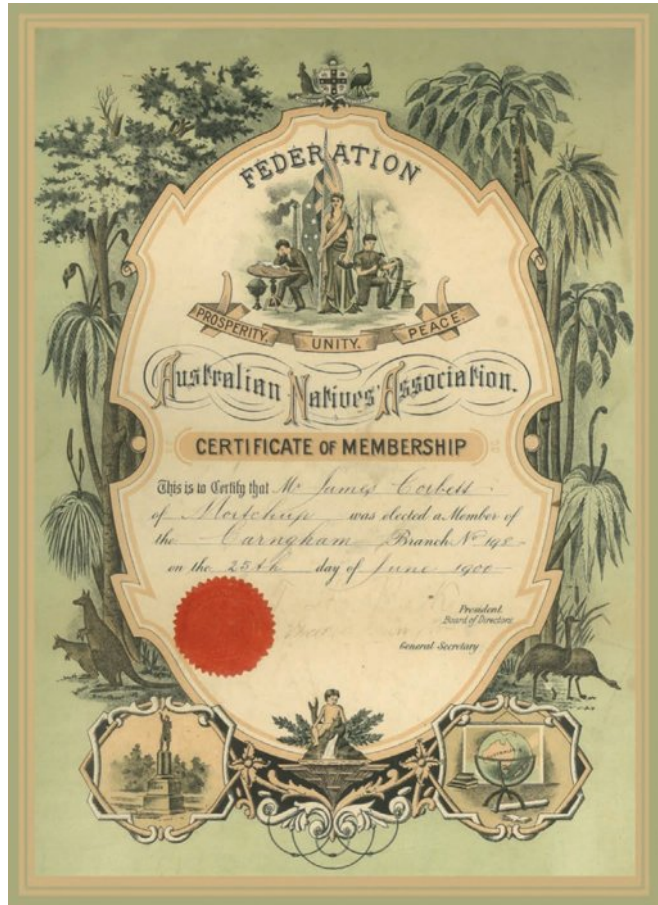 FEDERATION
PROSPERITY. UNITY. PEACE.
Australian Natives' Association.
CERTIFICATE OF MEMBERSHIP
This is to Certify that Mr James Corbett
of Mortchup was elected a Member of
the Carngham Branch No 198
on the 25th day of June 1900
President
Board of Directors
General Secretary